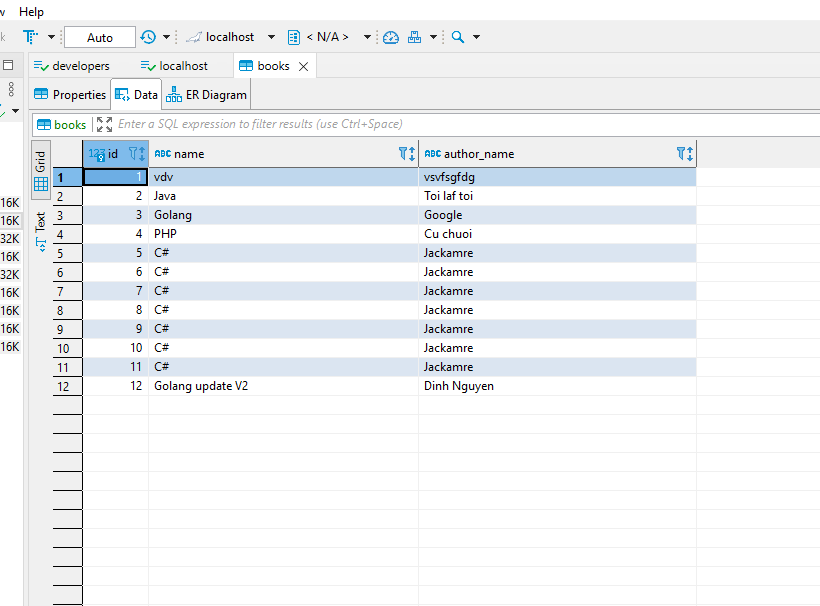 w Help
k T Auto localhost < N/A >
developers localhost books
Properties Data ER Diagram
books Enter a SQL expression to filter results (use Ctrl+Space)
Grid
Text
16K
16K
32K
16K
32K
16K
16K
16K
16K
123 id ABC name ABC author_name
1 1 vdv vsvfsgfdg
2 2 Java Toi laf toi
3 3 Golang Google
4 4 PHP Cu chuoi
5 5 C# Jackamre
6 6 C# Jackamre
7 7 C# Jackamre
8 8 C# Jackamre
9 9 C# Jackamre
10 10 C# Jackamre
11 11 C# Jackamre
12 12 Golang update V2 Dinh Nguyen